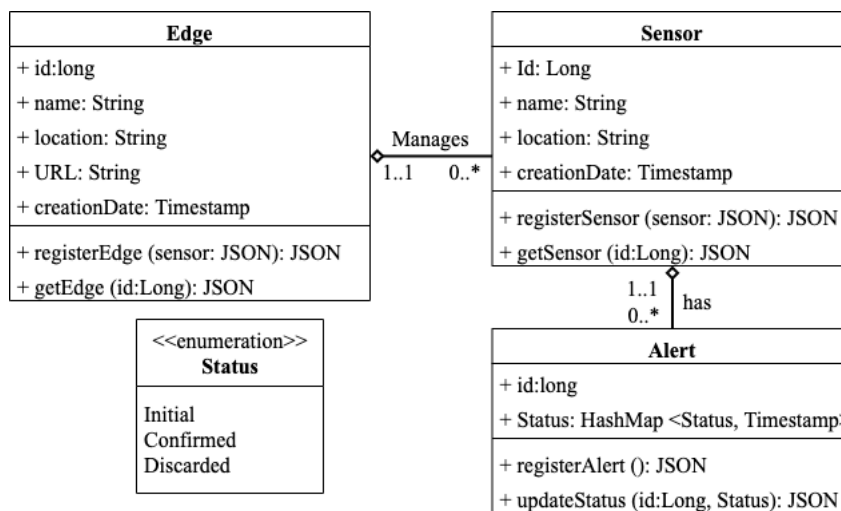 Edge
+ id:long
+ name: String
+ location: String
+ URL: String
+ creationDate: Timestamp
+ registerEdge (sensor: JSON): JSON
+ getEdge (id:Long): JSON
Manages
1..1 0..*
Sensor
+ Id: Long
+ name: String
+ location: String
+ creationDate: Timestamp
+ registerSensor (sensor: JSON): JSON
+ getSensor (id:Long): JSON
1..1
0..*
has
<<enumeration>>
Status
Initial
Confirmed
Discarded
Alert
+ id:long
+ Status: HashMap <Status, Timestamp>
+ registerAlert (): JSON
+ updateStatus (id:Long, Status): JSON